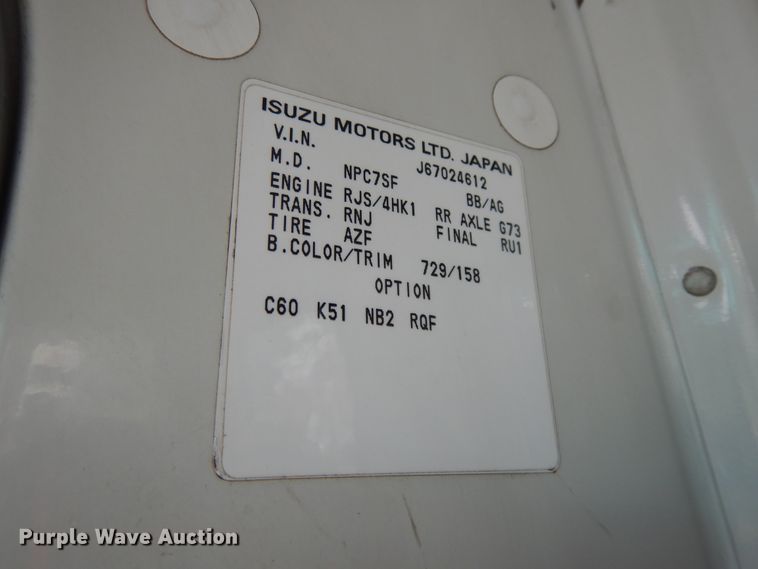 ISUZU MOTORS LTD. JAPAN
V.I.N. J67024612
M.D. NPC7SF BB/AG
ENGINE RJS/4HK1 RR AXLE G73
TRANS. RNJ FINAL RU1
TIRE AZF
B.COLOR/TRIM 729/158
OPTION
C60 K51 NB2 RQF
Purple Wave Auction